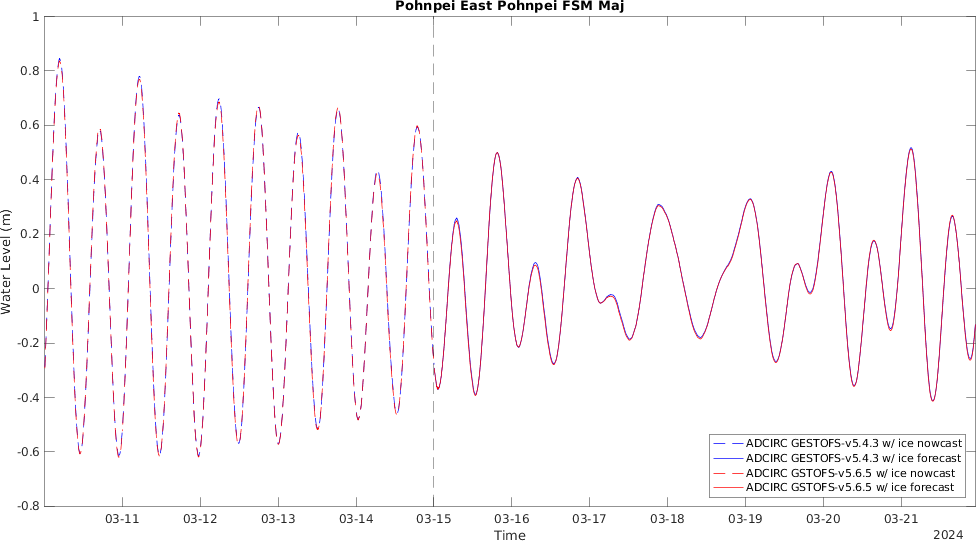 Pohnpei East Pohnpei FSM Maj
Water Level (m)
1
0.8
0.6
0.4
0.2
0
-0.2
-0.4
-0.6
-0.8
ADCIRC GESTOFS-v5.4.3 w/ ice nowcast
ADCIRC GESTOFS-v5.4.3 w/ ice forecast
ADCIRC GSTOFS-v5.6.5 w/ ice nowcast
ADCIRC GSTOFS-v5.6.5 w/ ice forecast
03-11 03-12 03-13 03-14 03-15 03-16 03-17 03-18 03-19 03-20 03-21
Time
2024